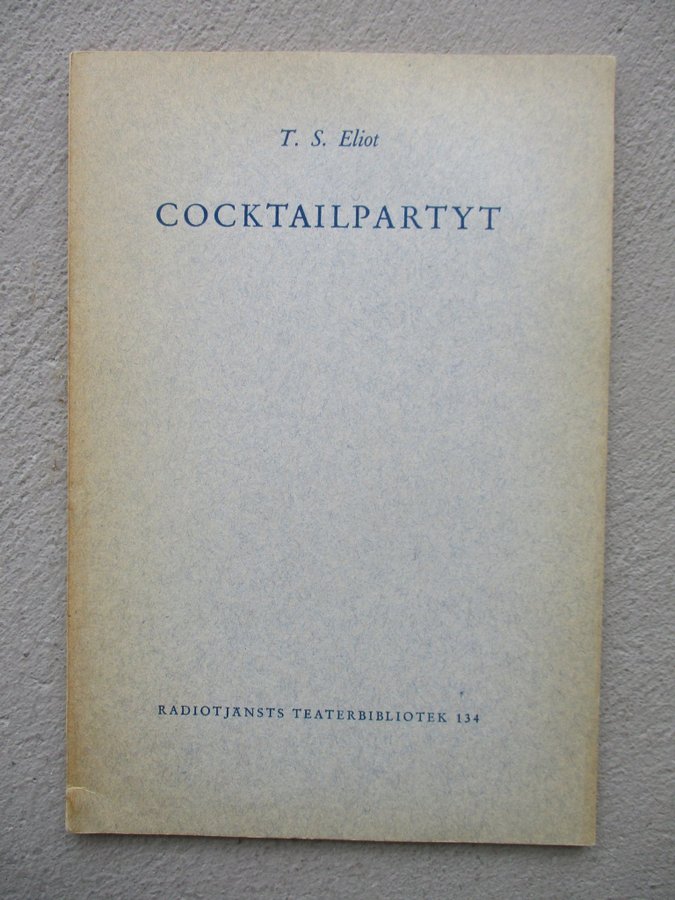 T. S. Eliot
COCKTAILPARTYT
RADIOTJÄNSTS TEATERBIBLIOTEK 134